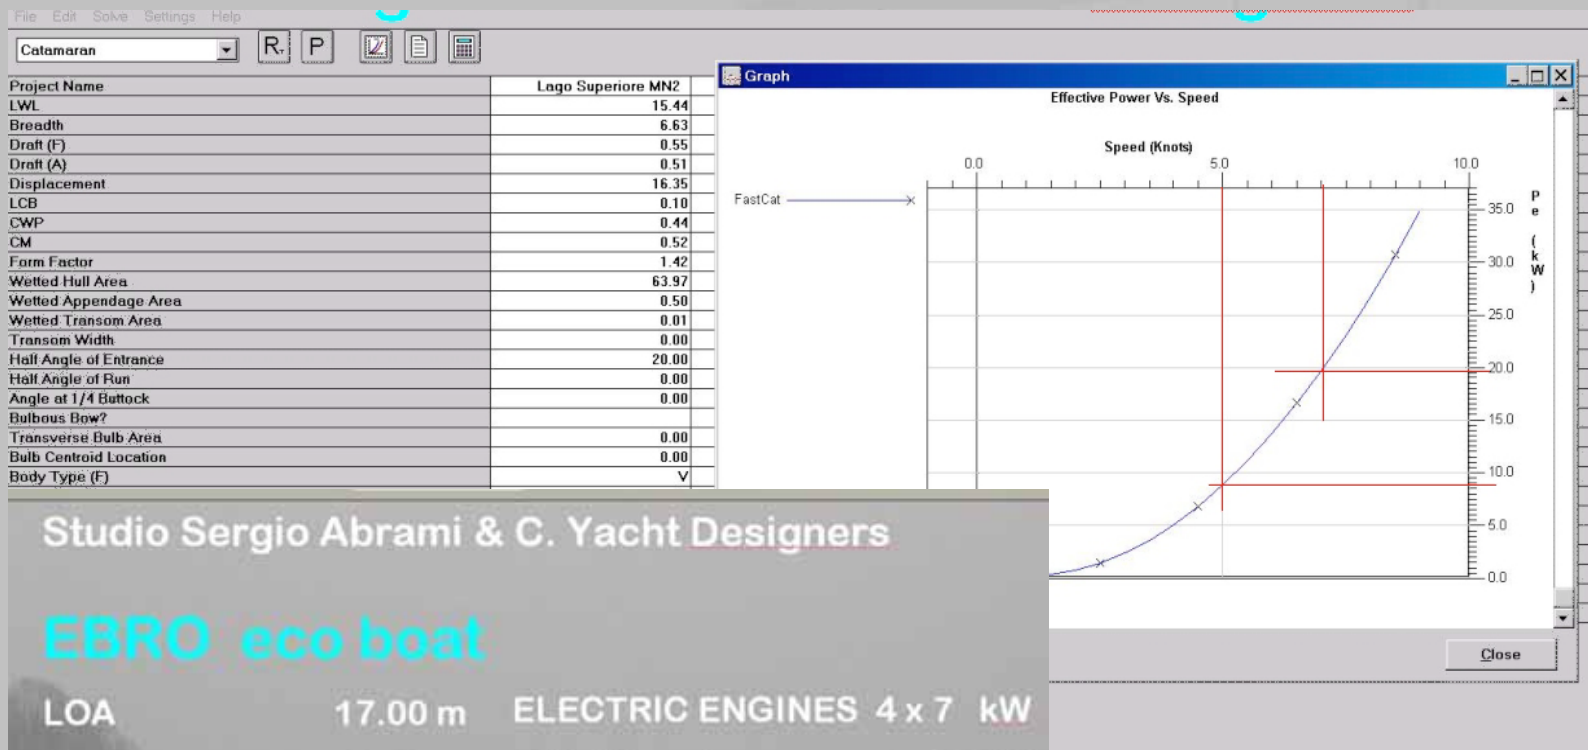 File Edit Solve Settings Help
Catamaran R P
Project Name Lago Superiore MN2
LWL 15.44
Breadth 6.63
Draft (F) 0.55
Draft (A) 0.51
Displacement 16.35
LCB 0.10
CWP 0.44
CM 0.52
Form Factor 1.42
Wetted Hull Area 63.97
Wetted Appendage Area 0.50
Wetted Transom Area 0.01
Transom Width 0.00
Half Angle of Entrance 20.00
Half Angle of Run 0.00
Angle at 1/4 Buttock 0.00
Bulbous Bow?
Transverse Bulb Area 0.00
Bulb Centroid Location 0.00
Body Type (F) V
Graph
Effective Power Vs. Speed
Speed (Knots)
0.0 5.0 10.0
FastCat
Pe (kW)
35.0
30.0
25.0
20.0
15.0
10.0
5.0
0.0
Close
Studio Sergio Abrami & C. Yacht Designers
EBRO eco boat
LOA 17.00 m ELECTRIC ENGINES 4 x 7 kW